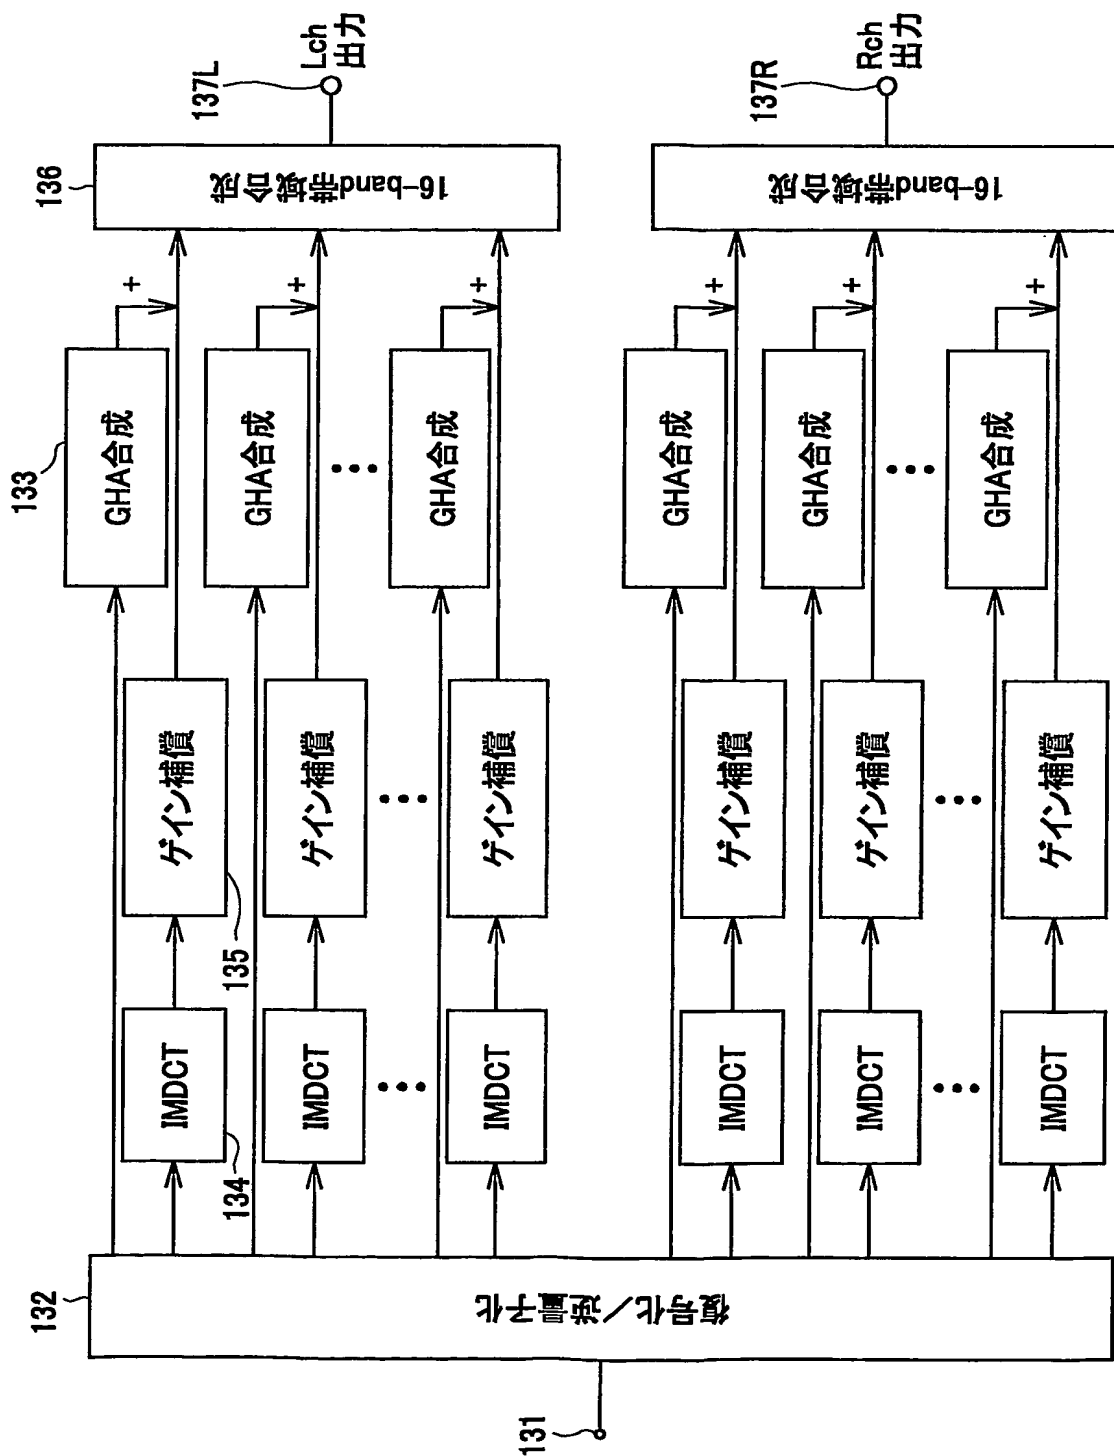 131
132
復号化／逆量子化
134
IMDCT
IMDCT
IMDCT
IMDCT
IMDCT
IMDCT
135
ゲイン補償
ゲイン補償
ゲイン補償
ゲイン補償
ゲイン補償
ゲイン補償
133
GHA合成
GHA合成
GHA合成
GHA合成
GHA合成
GHA合成
+
+
+
+
+
+
136
16-band帯域合成
16-band帯域合成
137L
Lch
出力
137R
Rch
出力